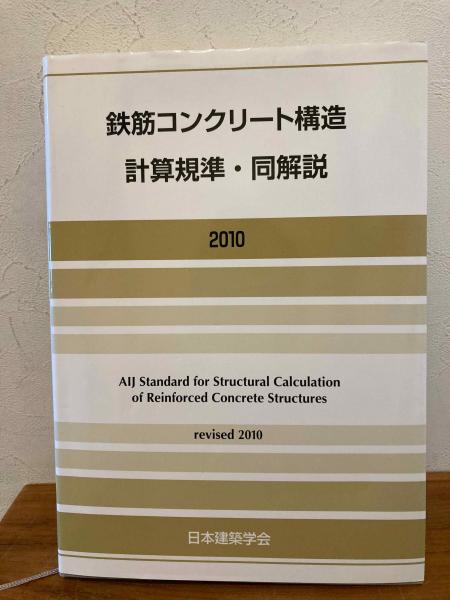 鉄筋コンクリート構造
計算規準・同解説
2010
AIJ Standard for Structural Calculation
of Reinforced Concrete Structures
revised 2010
日本建築学会